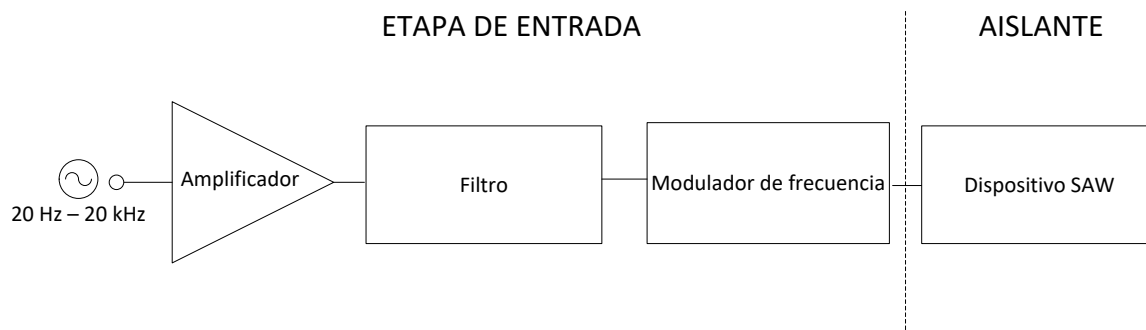 ETAPA DE ENTRADA
AISLANTE
Amplificador
Filtro
Modulador de frecuencia
Dispositivo SAW
20 Hz – 20 kHz